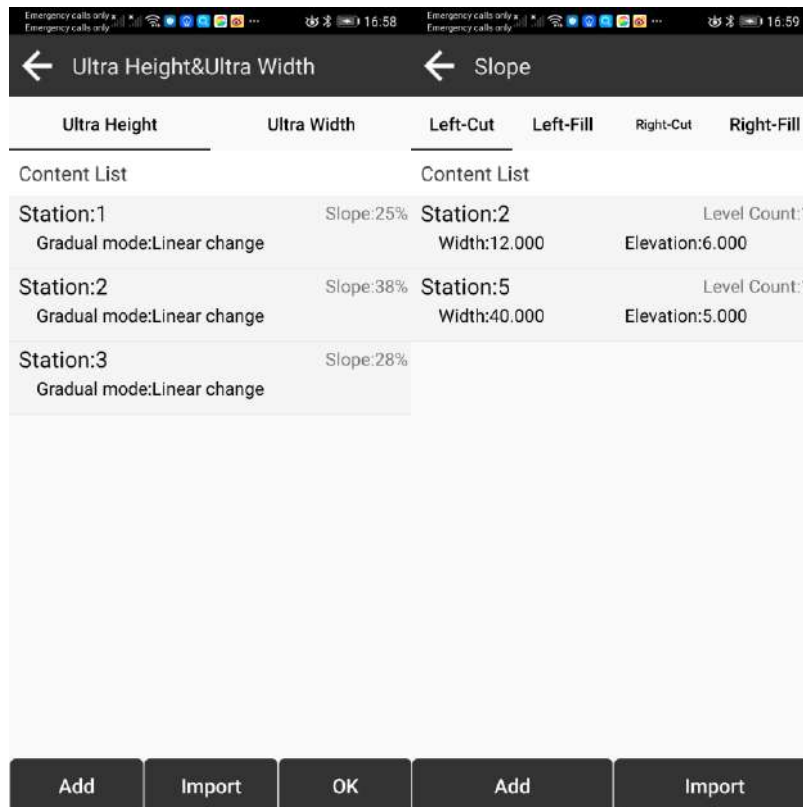 Emergency calls only
Emergency calls only
16:58
Ultra Height&Ultra Width
Ultra Height
Ultra Width
Content List
Station:1
Slope:25%
Gradual mode:Linear change
Station:2
Slope:38%
Gradual mode:Linear change
Station:3
Slope:28%
Gradual mode:Linear change
Add
Import
OK
Emergency calls only
Emergency calls only
16:59
Slope
Left-Cut
Left-Fill
Right-Cut
Right-Fill
Content List
Station:2
Level Count:
Width:12.000
Elevation:6.000
Station:5
Level Count:
Width:40.000
Elevation:5.000
Add
Import